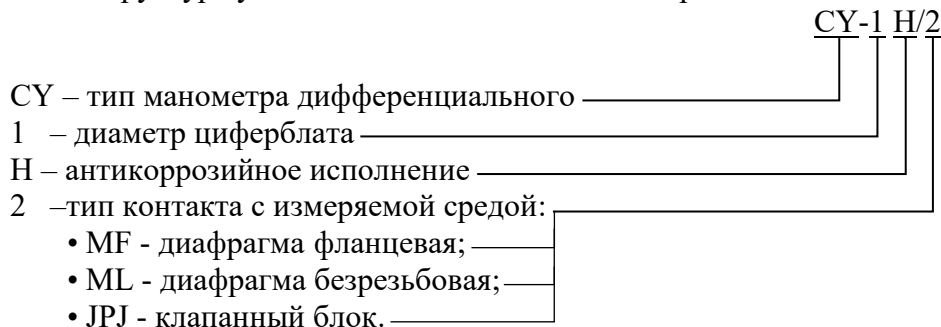 CY-1 H/2
CY – тип манометра дифференциального
1 – диаметр циферблата
Н – антикоррозийное исполнение
2 –тип контакта с измеряемой средой:
• MF - диафрагма фланцевая;
• ML - диафрагма безрезьбовая;
• JPJ - клапанный блок.